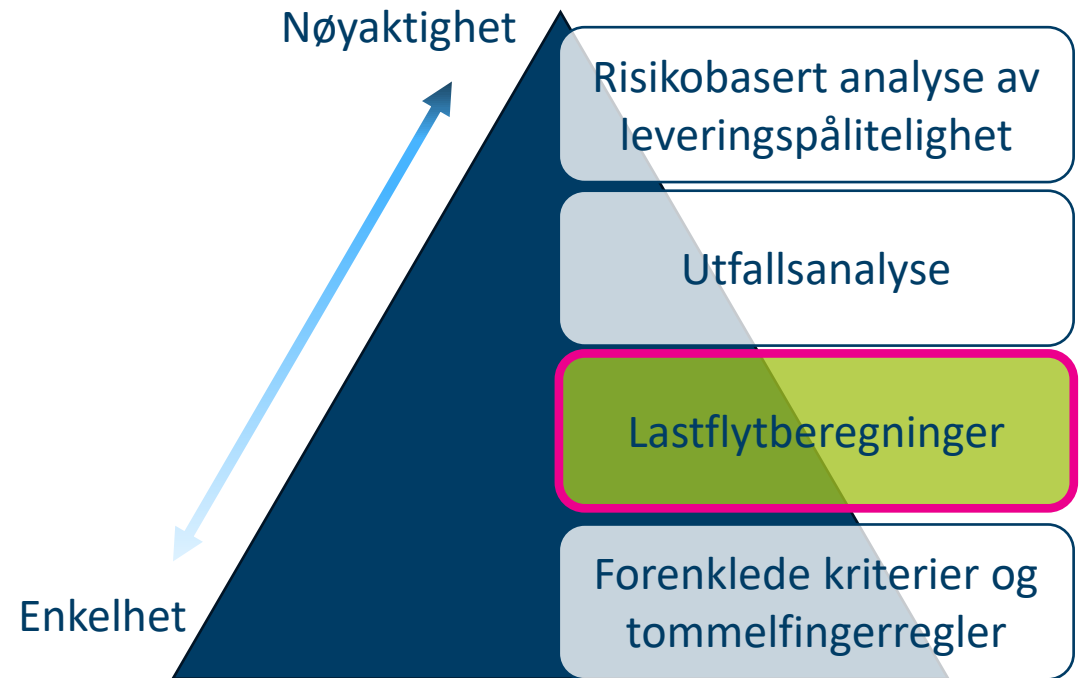 Nøyaktighet
Risikobasert analyse av
leveringspålitelighet
Utfallsanalyse
Lastflytberegninger
Forenklede kriterier og
tommelfingerregler
Enkelhet